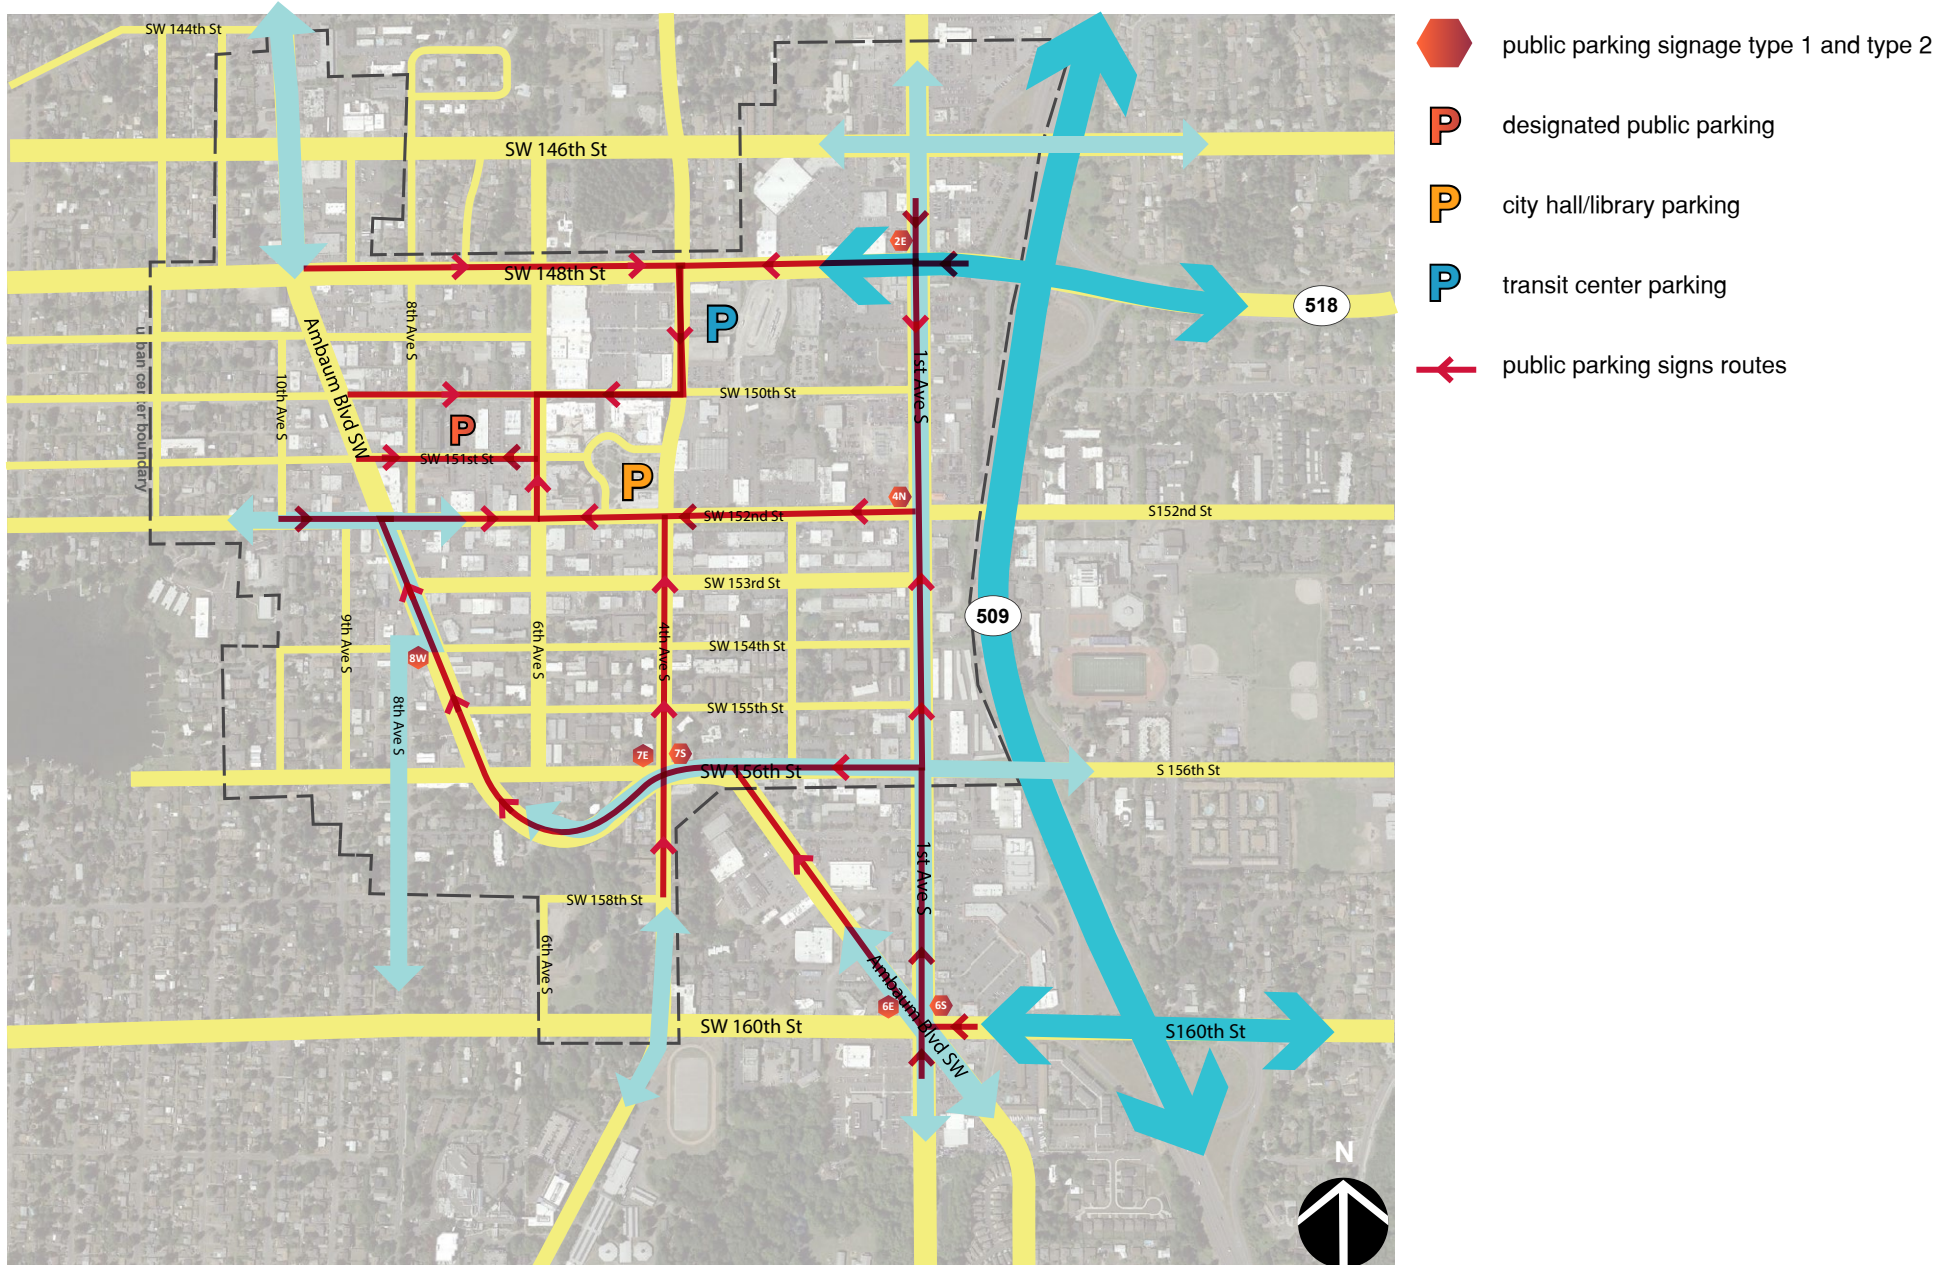 public parking signage type 1 and type 2
designated public parking
city hall/library parking
transit center parking
public parking signs routes
P
P
P
SW 144th St
SW 146th St
2E
SW 148th St
518
P
8th Ave S
Ambaum Blvd SW
urban center boundary
10th Ave S
1st Ave S
SW 150th St
P
SW 151st St
P
4N
SW 152nd St
S152nd St
SW 153rd St
509
9th Ave S
6th Ave S
4th Ave S
SW 154th St
8W
8th Ave S
SW 155th St
7E
7S
SW 156th St
S 156th St
1st Ave S
SW 158th St
6th Ave S
Ambaum Blvd SW
6E
6S
SW 160th St
S160th St
N